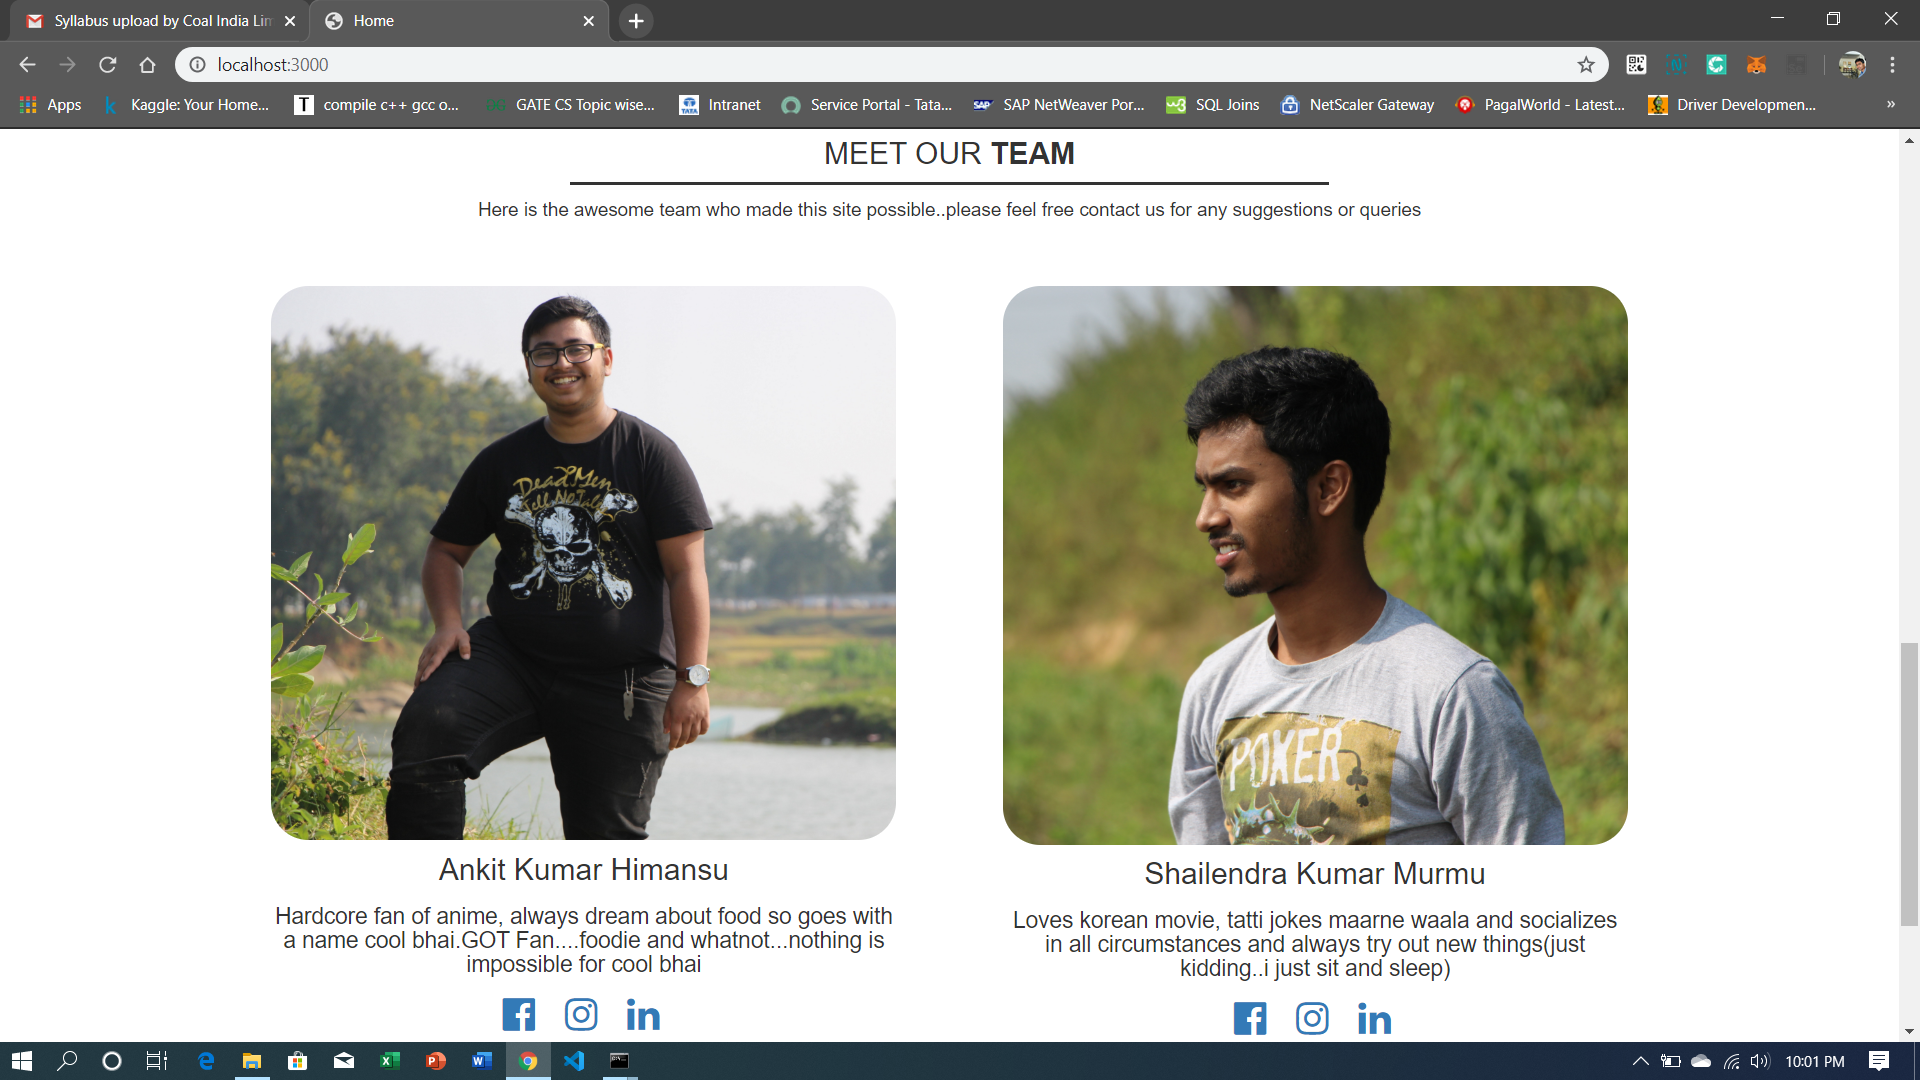 Syllabus upload by Coal India Lim
Home
localhost:3000
Apps
Kaggle: Your Home...
compile c++ gcc o...
GATE CS Topic wise...
Intranet
Service Portal - Tata...
SAP NetWeaver Por...
SQL Joins
NetScaler Gateway
PagalWorld - Latest...
Driver Developmen...
»
MEET OUR TEAM
Here is the awesome team who made this site possible..please feel free contact us for any suggestions or queries
Dead Men
Tell No Tales
POKER
Ankit Kumar Himansu
Hardcore fan of anime, always dream about food so goes with
a name cool bhai.GOT Fan....foodie and whatnot...nothing is
impossible for cool bhai
Shailendra Kumar Murmu
Loves korean movie, tatti jokes maarne waala and socializes
in all circumstances and always try out new things(just
kidding..i just sit and sleep)
10:01 PM